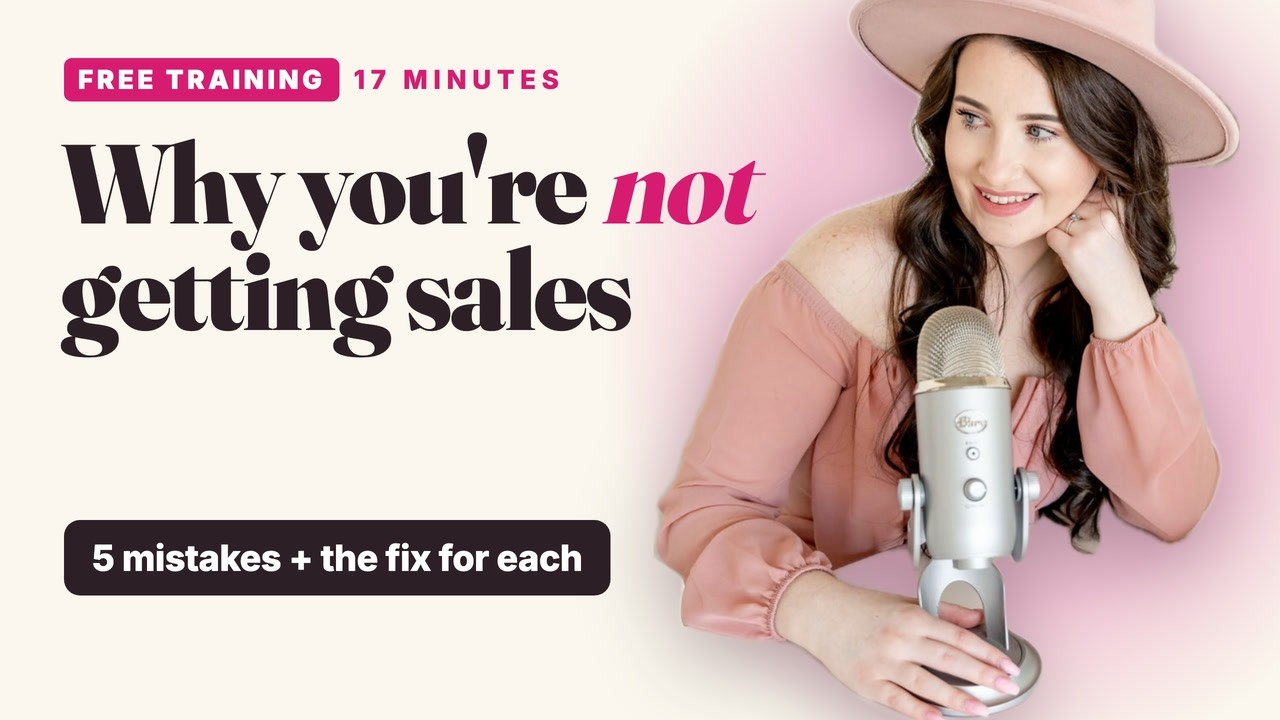 FREE TRAINING 17 MINUTES
Why you're not
getting sales
5 mistakes + the fix for each